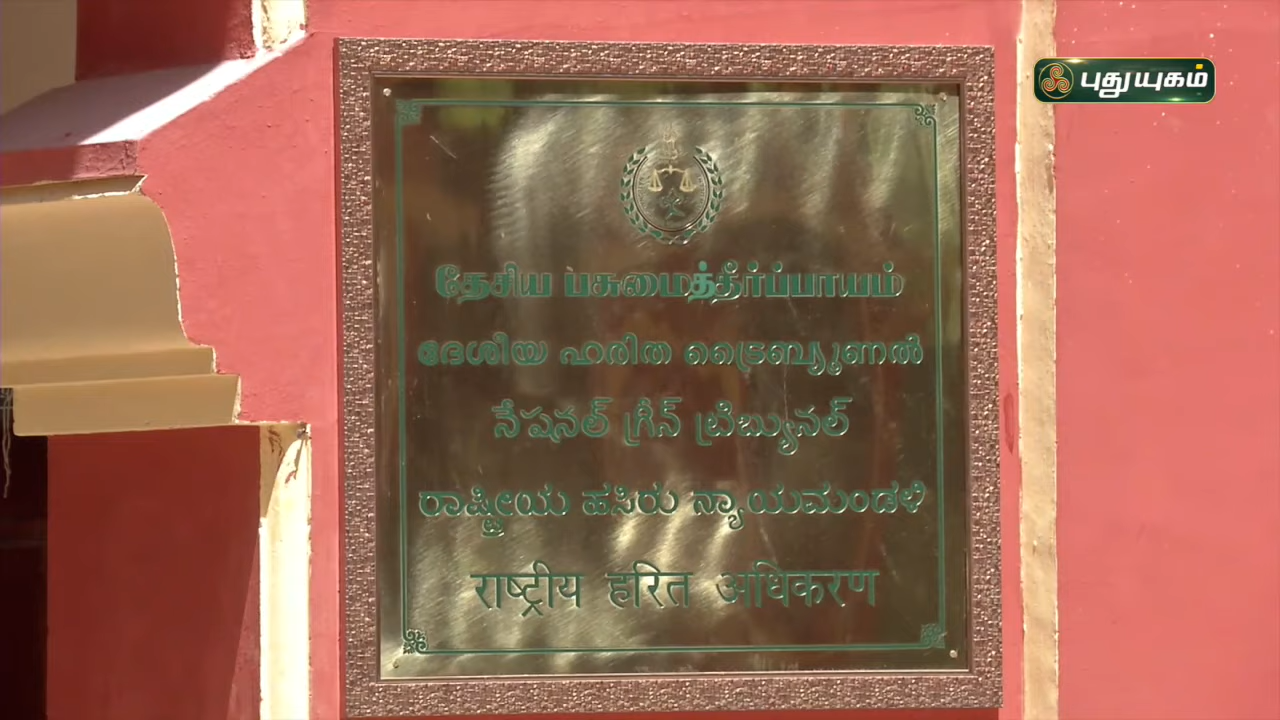 புதுயுகம்
தேசிய பசுமைத்தீர்ப்பாயம்
ദേശീയ ഹരിത ട്രൈബ്യൂണൽ
నేషనల్ గ్రీన్ ట్రిబ్యునల్
ರಾಷ್ಟ್ರೀಯ ಹಸಿರು ನ್ಯಾಯಮಂಡಳಿ
राष्ट्रीय हरित अधिकरण